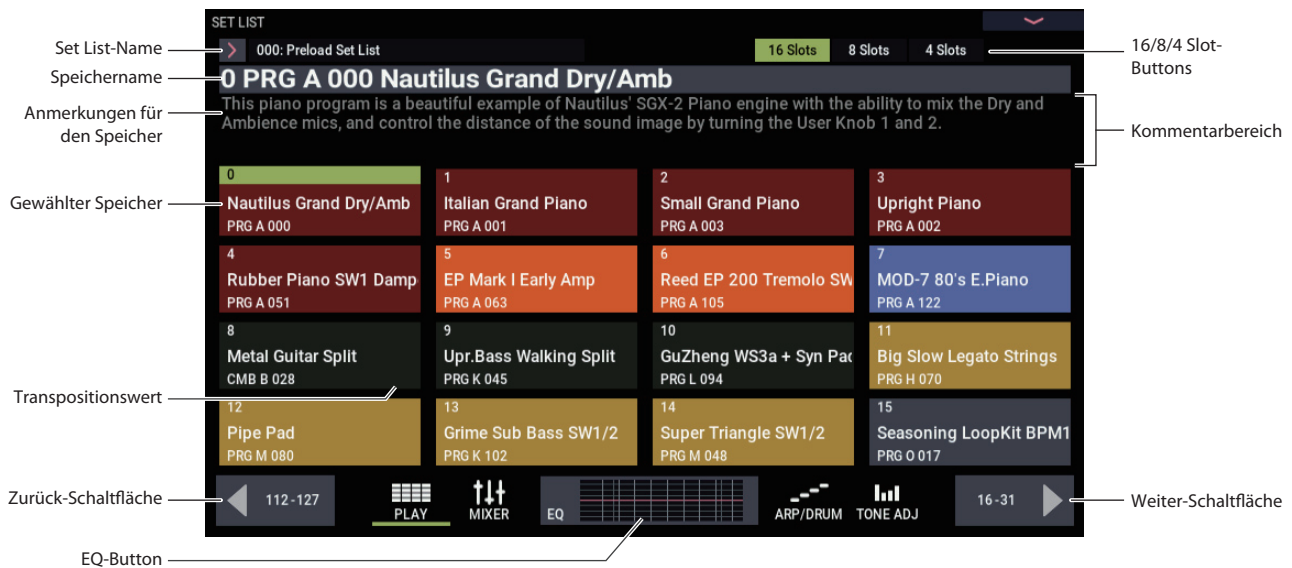 SET LIST
Set List-Name
000: Preload Set List
16 Slots
8 Slots
4 Slots
16/8/4 Slot-
Buttons
Speichername
0 PRG A 000 Nautilus Grand Dry/Amb
Anmerkungen für
den Speicher
This piano program is a beautiful example of Nautilus' SGX-2 Piano engine with the ability to mix the Dry and
Ambience mics, and control the distance of the sound image by turning the User Knob 1 and 2.
Kommentarbereich
Gewählter Speicher
0
Nautilus Grand Dry/Amb
PRG A 000
1
Italian Grand Piano
PRG A 001
2
Small Grand Piano
PRG A 003
3
Upright Piano
PRG A 002
4
Rubber Piano SW1 Damp
PRG A 051
5
EP Mark I Early Amp
PRG A 063
6
Reed EP 200 Tremolo SW
PRG A 105
7
MOD-7 80's E.Piano
PRG A 122
8
Metal Guitar Split
CMB B 028
9
Upr.Bass Walking Split
PRG K 045
10
GuZheng WS3a + Syn Pad
PRG L 094
11
Big Slow Legato Strings
PRG H 070
Transpositionswert
12
Pipe Pad
PRG M 080
13
Grime Sub Bass SW1/2
PRG K 102
14
Super Triangle SW1/2
PRG M 048
15
Seasoning LoopKit BPM1
PRG O 017
Zurück-Schaltfläche
112-127
PLAY
MIXER
EQ
ARP/DRUM
TONE ADJ
16-31
Weiter-Schaltfläche
EQ-Button